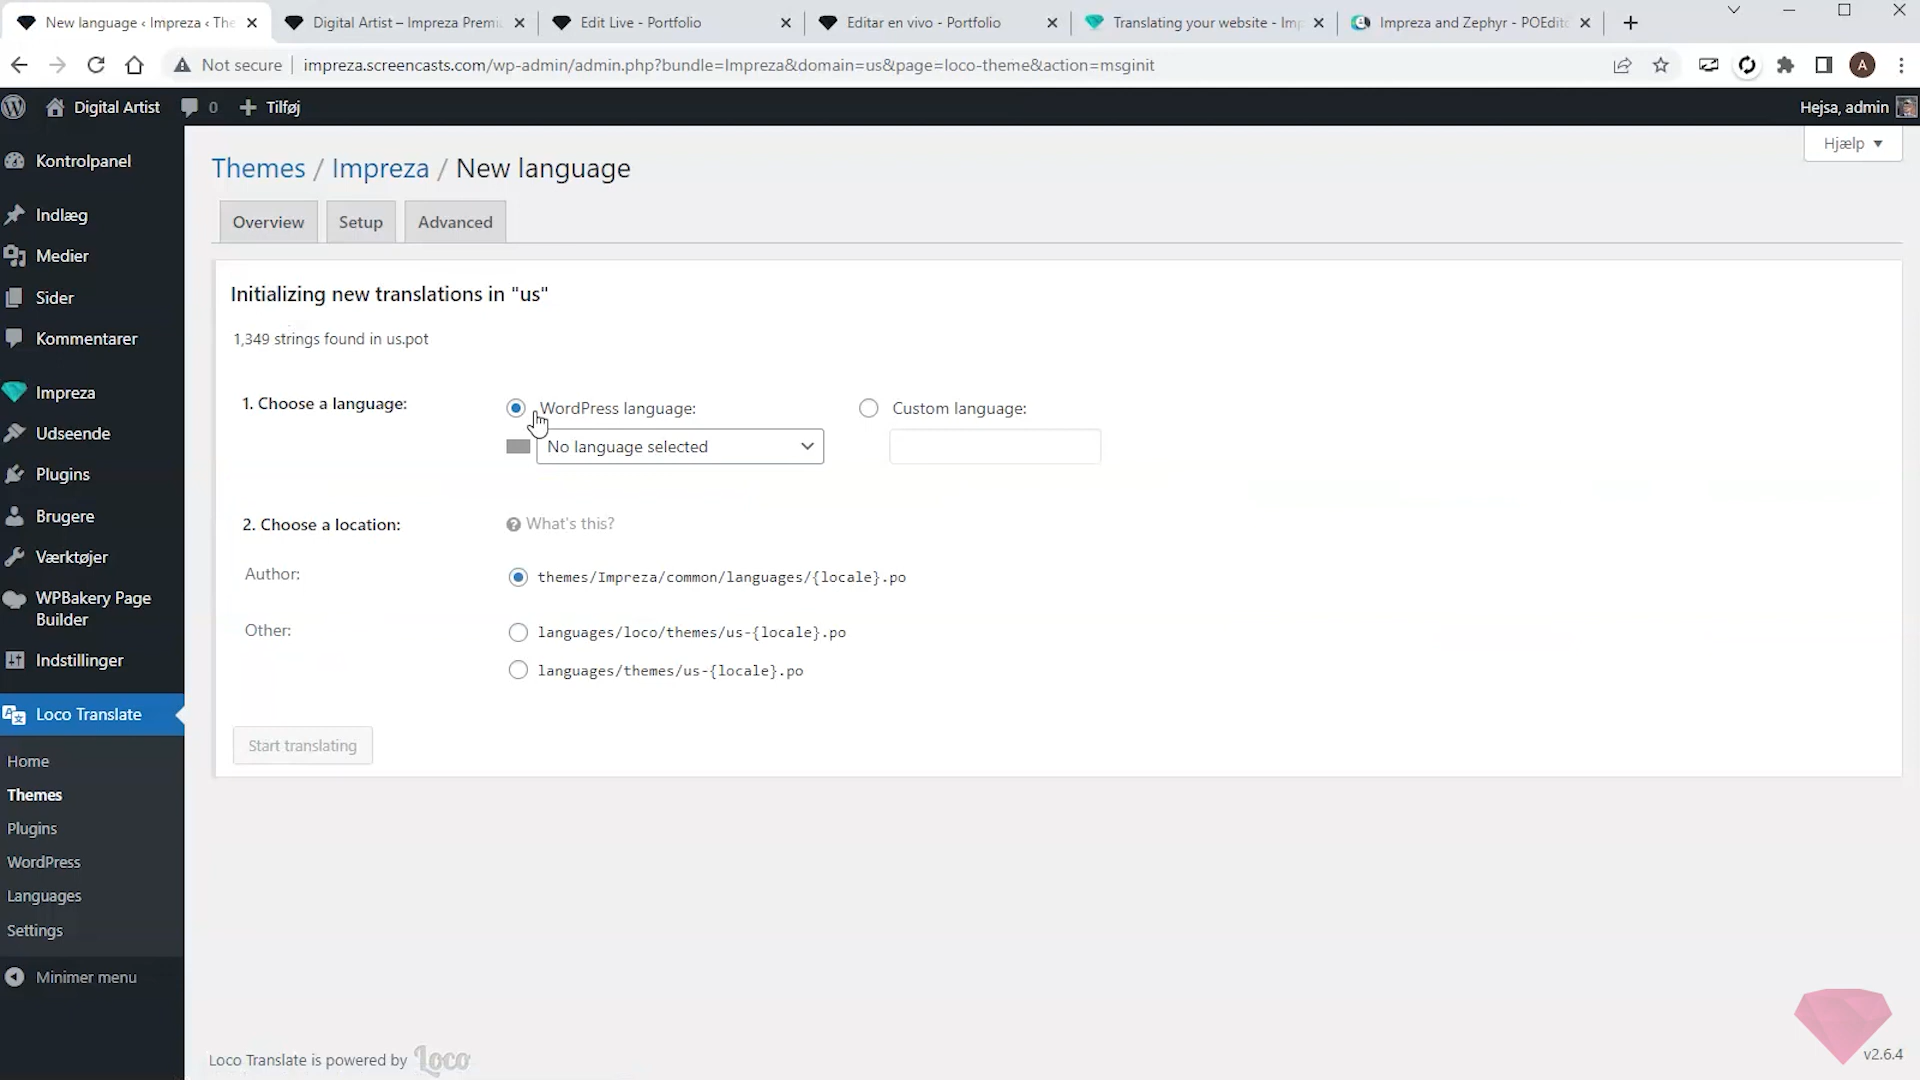 New language ‹ Impreza ‹ The
Digital Artist – Impreza Premi
Edit Live - Portfolio
Editar en vivo - Portfolio
Translating your website - Imp
Impreza and Zephyr - POEdito
Not secure
impreza.screencasts.com/wp-admin/admin.php?bundle=Impreza&domain=us&page=loco-theme&action=msginit
A
Digital Artist
0
Tilføj
Hejsa, admin
Hjælp
Kontrolpanel
Indlæg
Medier
Sider
Kommentarer
Impreza
Udseende
Plugins
Brugere
Værktøjer
WPBakery Page
Builder
Indstillinger
Loco Translate
Home
Themes
Plugins
WordPress
Languages
Settings
Minimer menu
Themes / Impreza / New language
Overview
Setup
Advanced
Initializing new translations in "us"
1,349 strings found in us.pot
1. Choose a language:
WordPress language:
Custom language:
No language selected
2. Choose a location:
What's this?
Author:
themes/Impreza/common/languages/{locale}.po
Other:
languages/loco/themes/us-{locale}.po
languages/themes/us-{locale}.po
Start translating
Loco Translate is powered by Loco
v2.6.4